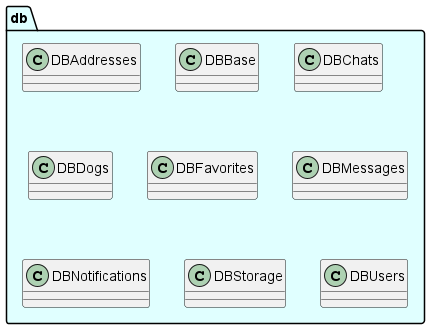 db
C DBAddresses
C DBBase
C DBChats
C DBDogs
C DBFavorites
C DBMessages
C DBNotifications
C DBStorage
C DBUsers